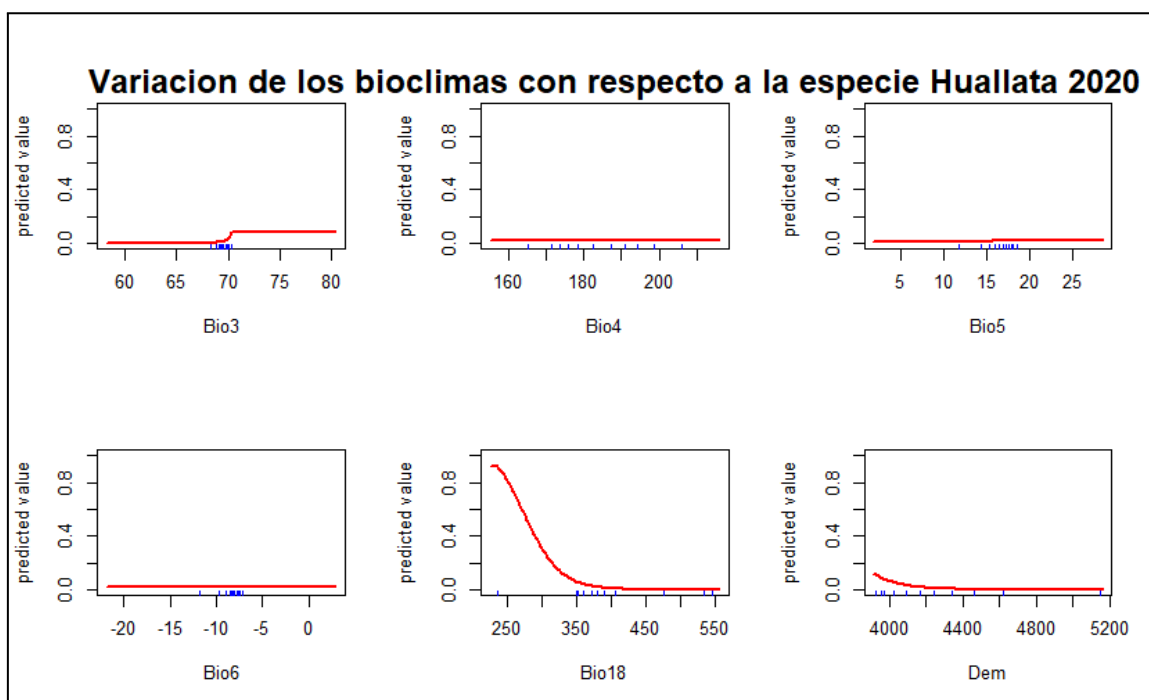 Variacion de los bioclimas con respecto a la especie Huallata 2020
predicted value
0.0 0.4 0.8
60 65 70 75 80
Bio3
predicted value
0.0 0.4 0.8
160 180 200
Bio4
predicted value
0.0 0.4 0.8
5 10 15 20 25
Bio5
predicted value
0.0 0.4 0.8
-20 -15 -10 -5 0
Bio6
predicted value
0.0 0.4 0.8
250 350 450 550
Bio18
predicted value
0.0 0.4 0.8
4000 4400 4800 5200
Dem